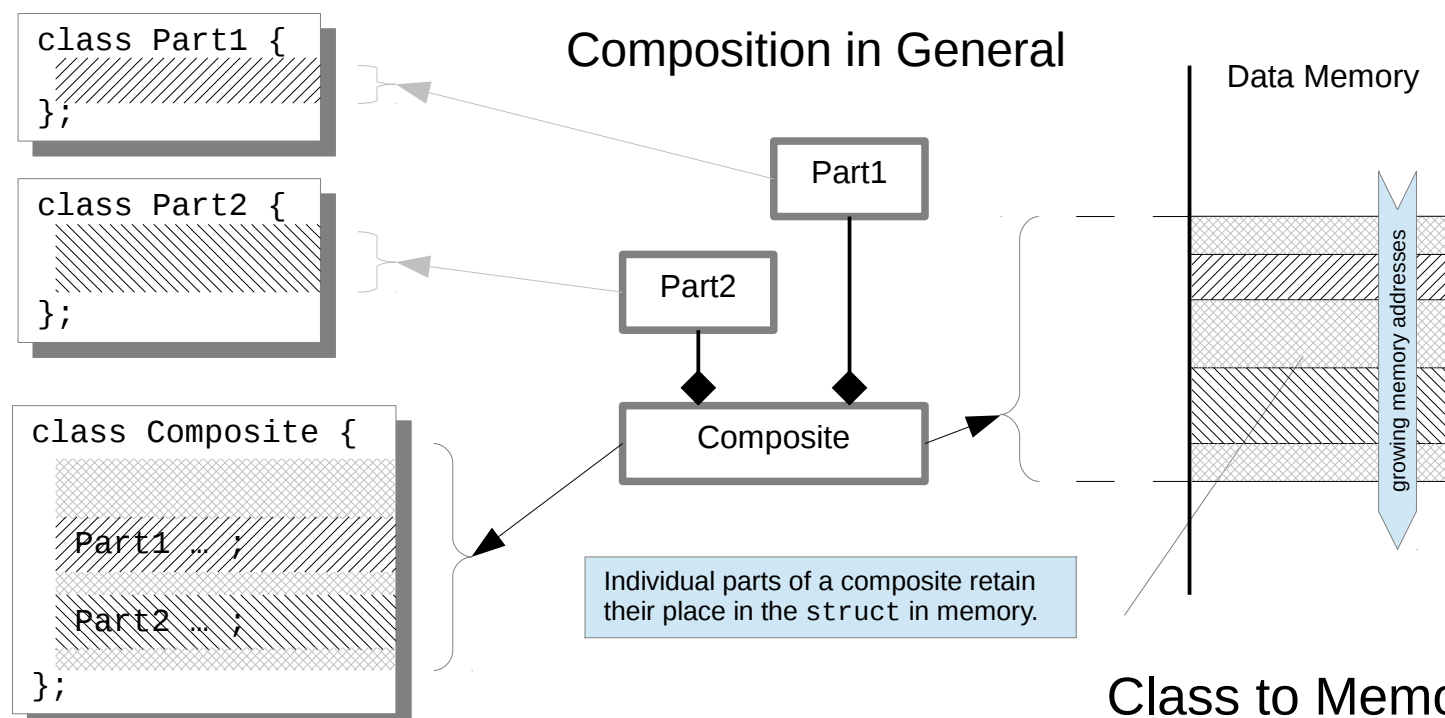 class Part1 {
};
Composition in General
Data Memory
Part1
class Part2 {
};
Part2
growing memory addresses
class Composite {
Part1 … ;
Part2 … ;
};
Composite
Individual parts of a composite retain
their place in the struct in memory.
Class to